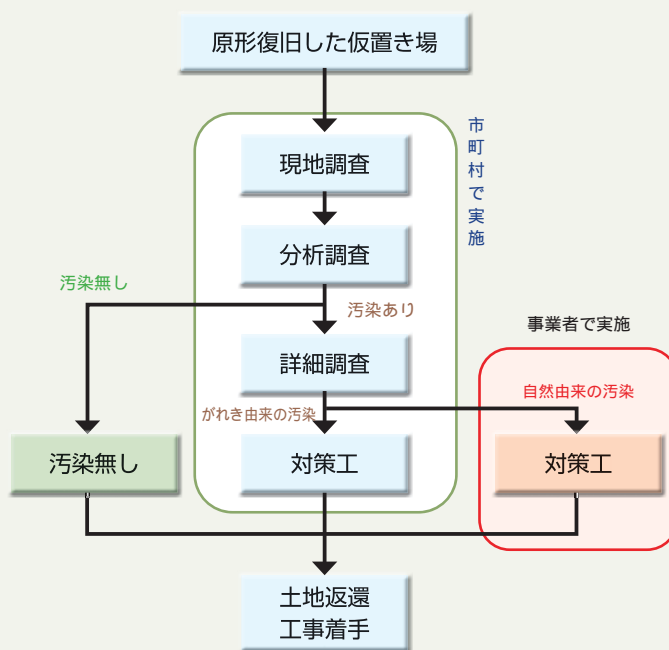 原形復旧した仮置き場
市町村で実施
現地調査
分析調査
汚染無し
汚染あり
事業者で実施
詳細調査
自然由来の汚染
がれき由来の汚染
汚染無し
対策工
対策工
土地返還
工事着手